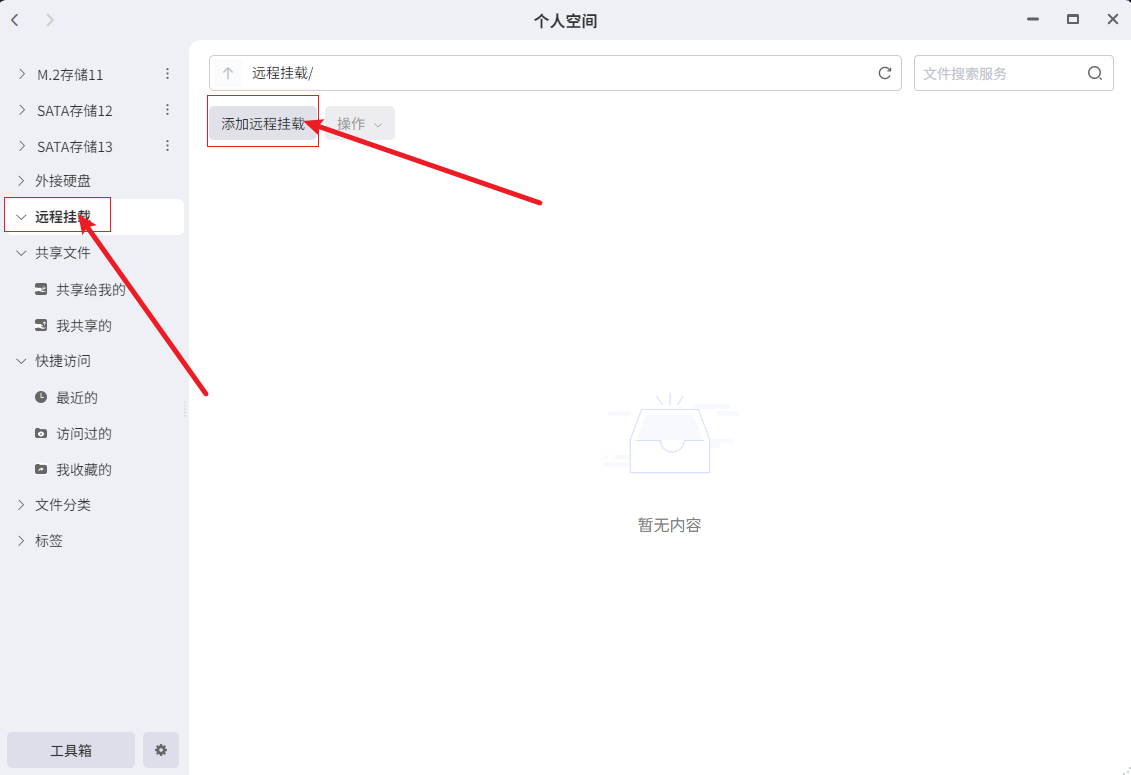 个人空间
M.2存储11
SATA存储12
SATA存储13
外接硬盘
远程挂载
共享文件
共享给我的
我共享的
快捷访问
最近的
访问过的
我收藏的
文件分类
标签
工具箱
远程挂载/
文件搜索服务
添加远程挂载
操作
暂无内容